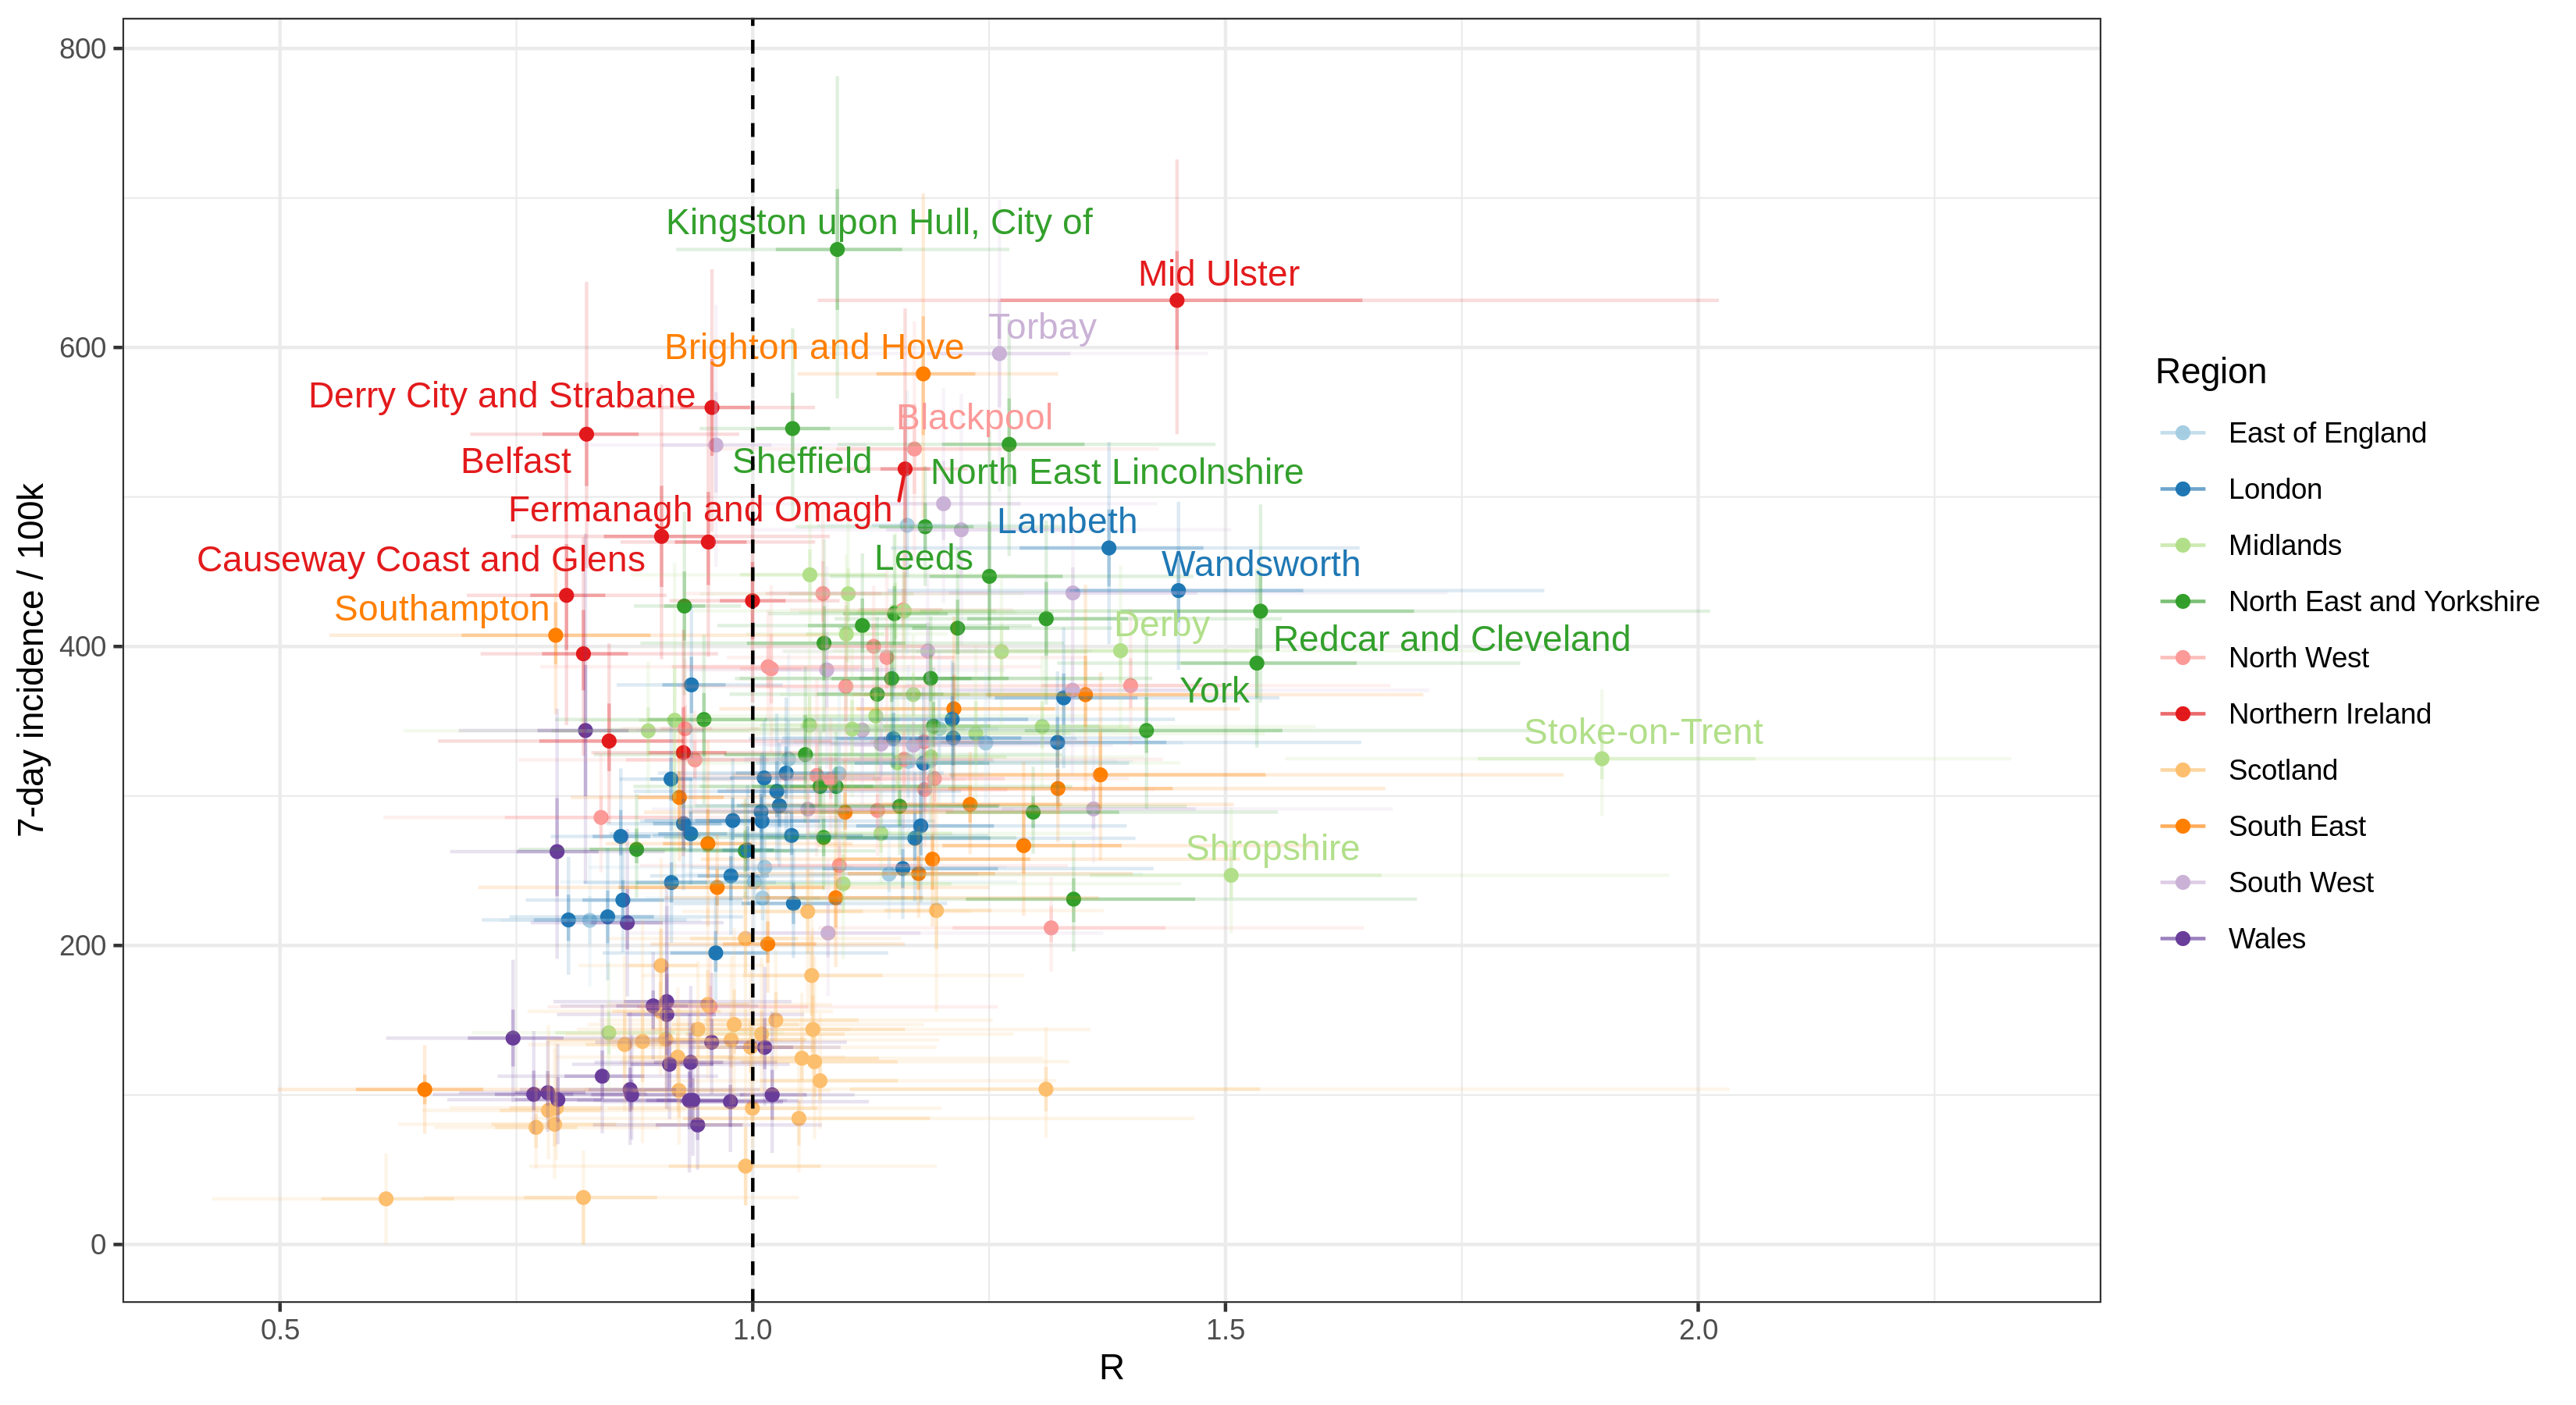 800
600
400
200
0
7-day incidence / 100k
Kingston upon Hull, City of
Mid Ulster
Torbay
Brighton and Hove
Derry City and Strabane
Blackpool
Belfast
Sheffield
North East Lincolnshire
Fermanagh and Omagh
Lambeth
Causeway Coast and Glens
Leeds
Wandsworth
Southampton
Derby
Redcar and Cleveland
York
Stoke-on-Trent
Shropshire
0.5
1.0
1.5
2.0
R
Region
East of England
London
Midlands
North East and Yorkshire
North West
Northern Ireland
Scotland
South East
South West
Wales